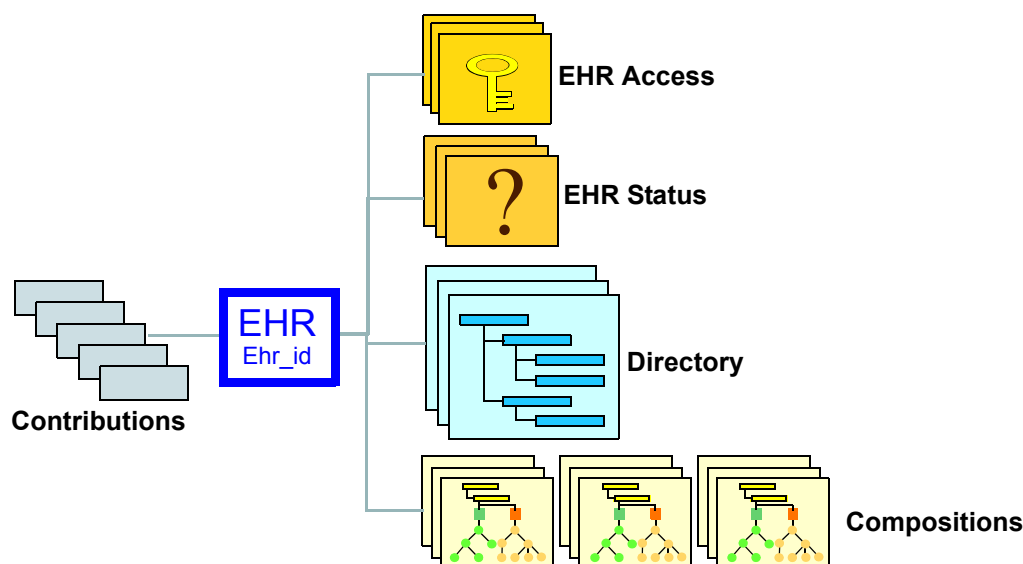 EHR Access
?
EHR Status
EHR
Ehr_id
Directory
Contributions
Compositions